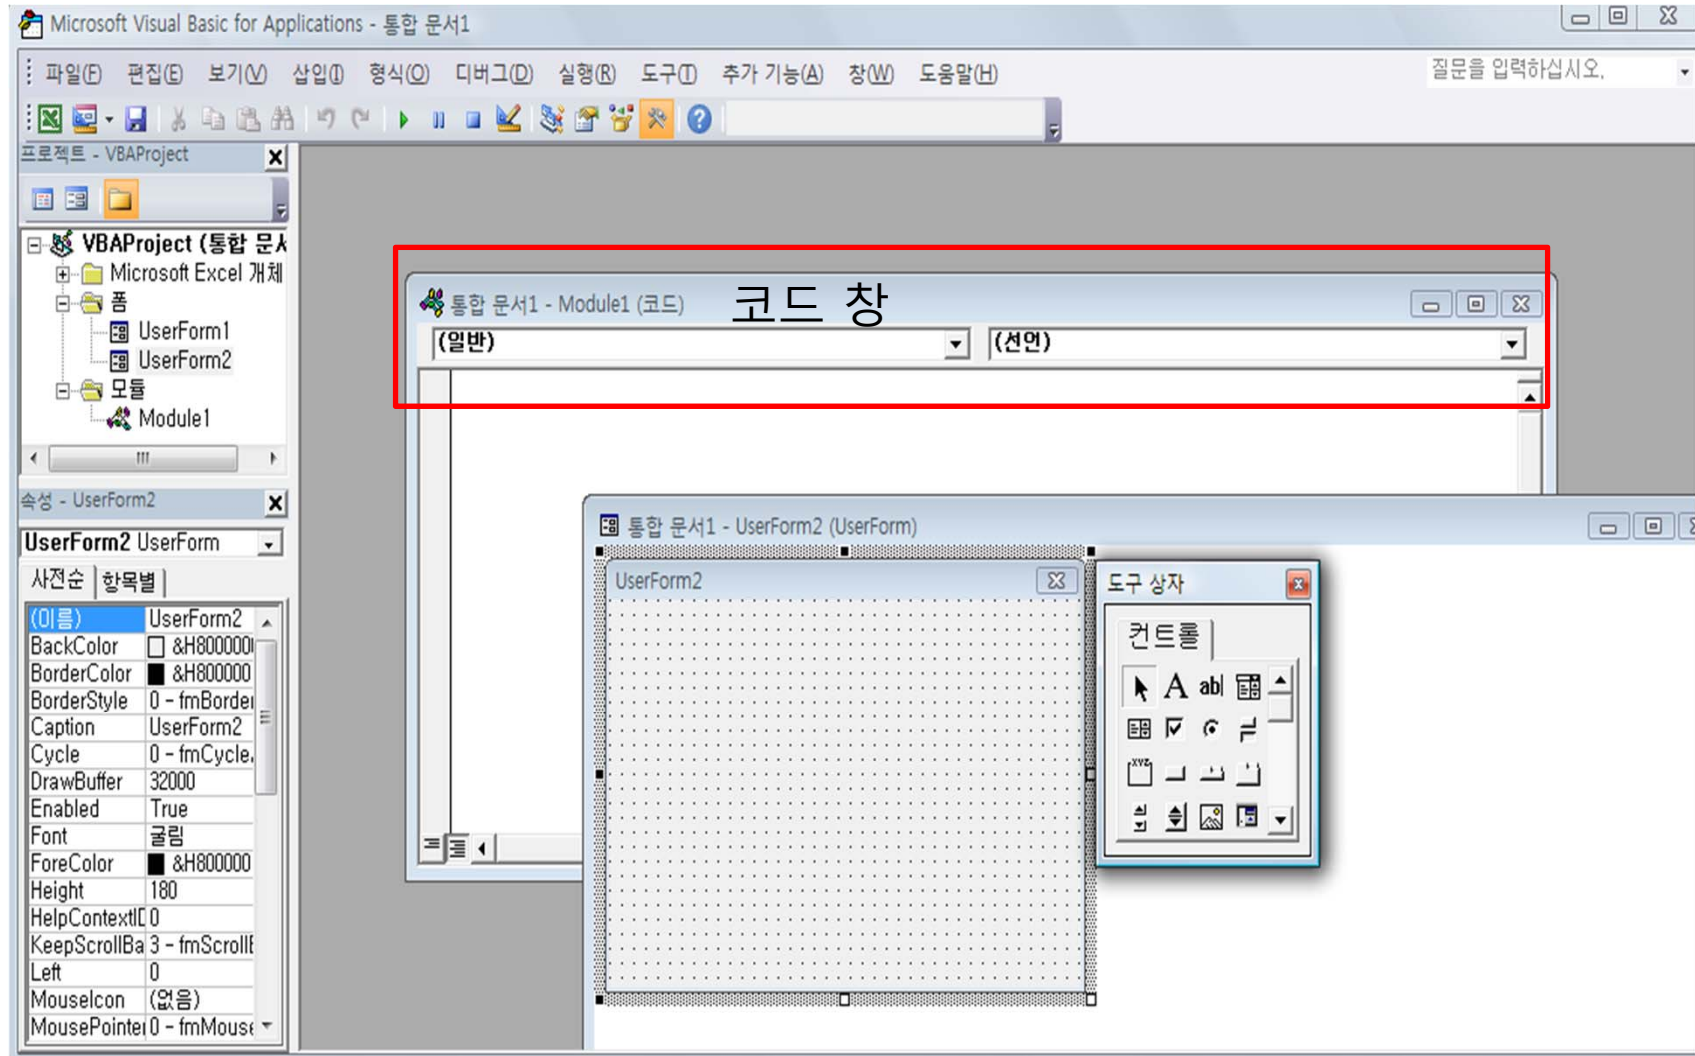 Microsoft Visual Basic for Applications - 통합 문서1
파일(F) 편집(E) 보기(V) 삽입(I) 형식(O) 디버그(D) 실행(R) 도구(T) 추가 기능(A) 창(W) 도움말(H) 질문을 입력하십시오.
프로젝트 - VBAProject
VBAProject (통합 문서
Microsoft Excel 개체
폼
UserForm1
UserForm2
모듈
Module1
통합 문서1 - Module1 (코드) 코드 창
(일반) (선언)
속성 - UserForm2
UserForm2 UserForm
사전순 항목별
(이름) UserForm2
BackColor &H800000
BorderColor &H800000
BorderStyle 0 - fmBorder
Caption UserForm2
Cycle 0 - fmCycle
DrawBuffer 32000
Enabled True
Font 굴림
ForeColor &H800000
Height 180
HelpContextID 0
KeepScrollBa 3 - fmScrollB
Left 0
MouseIcon (없음)
MousePointer 0 - fmMouse
통합 문서1 - UserForm2 (UserForm)
UserForm2
도구 상자
컨트롤
A ab
XYZ